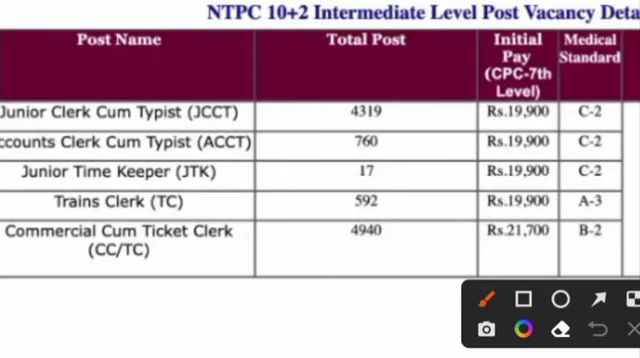 NTPC 10+2 Intermediate Level Post Vacancy Deta
Post Name Total Post Initial Pay (CPC-7th Level) Medical Standard
Junior Clerk Cum Typist (JCCT) 4319 Rs.19,900 C-2
ccounts Clerk Cum Typist (ACCT) 760 Rs.19,900 C-2
Junior Time Keeper (JTK) 17 Rs.19,900 C-2
Trains Clerk (TC) 592 Rs.19,900 A-3
Commercial Cum Ticket Clerk (CC/TC) 4940 Rs.21,700 B-2